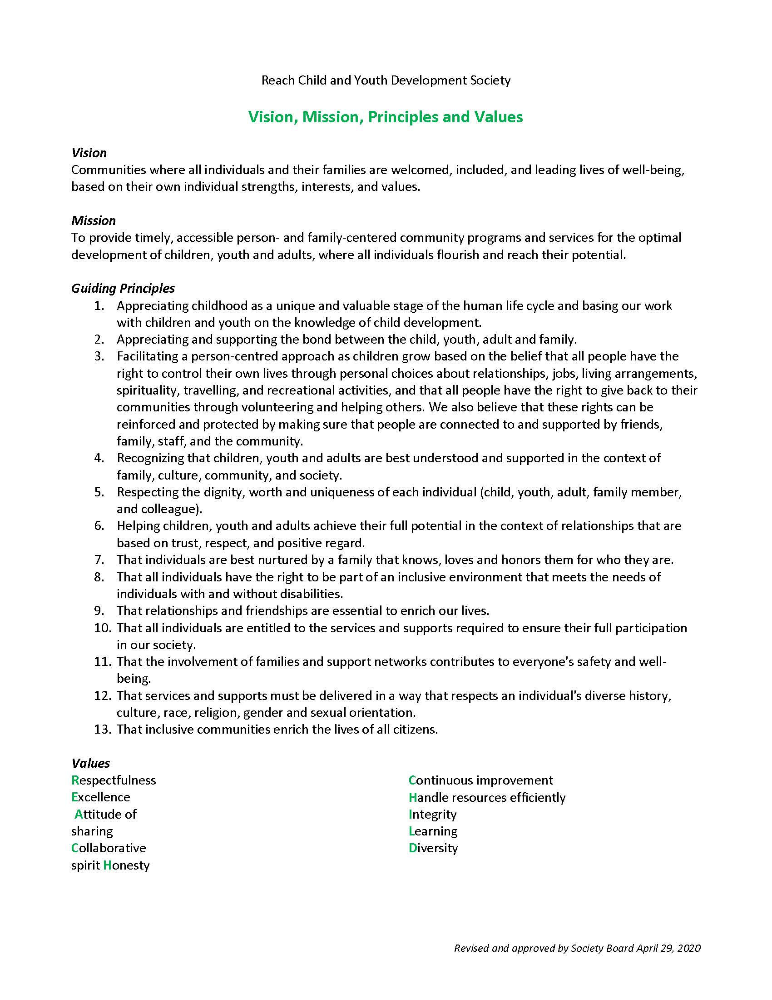 Reach Child and Youth Development Society
Vision, Mission, Principles and Values
Vision
Communities where all individuals and their families are welcomed, included, and leading lives of well-being,
based on their own individual strengths, interests, and values.
Mission
To provide timely, accessible person- and family-centered community programs and services for the optimal
development of children, youth and adults, where all individuals flourish and reach their potential.
Guiding Principles
1. Appreciating childhood as a unique and valuable stage of the human life cycle and basing our work
with children and youth on the knowledge of child development.
2. Appreciating and supporting the bond between the child, youth, adult and family.
3. Facilitating a person-centred approach as children grow based on the belief that all people have the
right to control their own lives through personal choices about relationships, jobs, living arrangements,
spirituality, travelling, and recreational activities, and that all people have the right to give back to their
communities through volunteering and helping others. We also believe that these rights can be
reinforced and protected by making sure that people are connected to and supported by friends,
family, staff, and the community.
4. Recognizing that children, youth and adults are best understood and supported in the context of
family, culture, community, and society.
5. Respecting the dignity, worth and uniqueness of each individual (child, youth, adult, family member,
and colleague).
6. Helping children, youth and adults achieve their full potential in the context of relationships that are
based on trust, respect, and positive regard.
7. That individuals are best nurtured by a family that knows, loves and honors them for who they are.
8. That all individuals have the right to be part of an inclusive environment that meets the needs of
individuals with and without disabilities.
9. That relationships and friendships are essential to enrich our lives.
10. That all individuals are entitled to the services and supports required to ensure their full participation
in our society.
11. That the involvement of families and support networks contributes to everyone's safety and well-
being.
12. That services and supports must be delivered in a way that respects an individual's diverse history,
culture, race, religion, gender and sexual orientation.
13. That inclusive communities enrich the lives of all citizens.
Values
Respectfulness
Excellence
Attitude of
sharing
Collaborative
spirit Honesty
Continuous improvement
Handle resources efficiently
Integrity
Learning
Diversity
Revised and approved by Society Board April 29, 2020